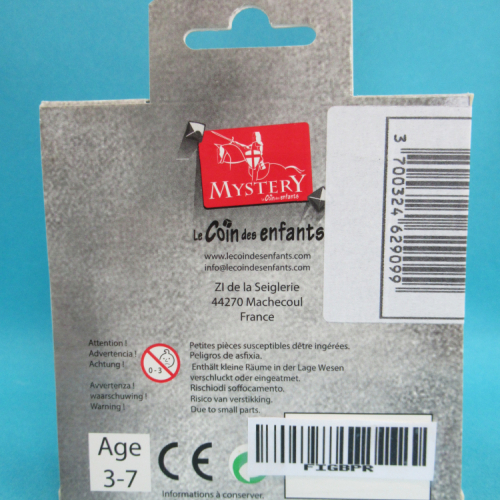 MYSTERY
Le Coin des enfants
Le Coin des enfants
www.lecoindesenfants.com
info@lecoindesenfants.com
ZI de la Seiglerie
44270 Machecoul
France
3 700324 629099
Attention !
Advertencia !
Achtung !
Avvertenza !
waarschuwing !
Warning !
0-3
Petites pièces susceptibles dêtre ingérées.
Peligros de asfixia.
Enthält kleine Räume in der Lage Wesen
verschluckt oder eingeatmet.
Rischiodi soffocamento.
Risico van verstikking.
Due to small parts.
Age
3-7
CE
FIGBPR
Informations à conserver.